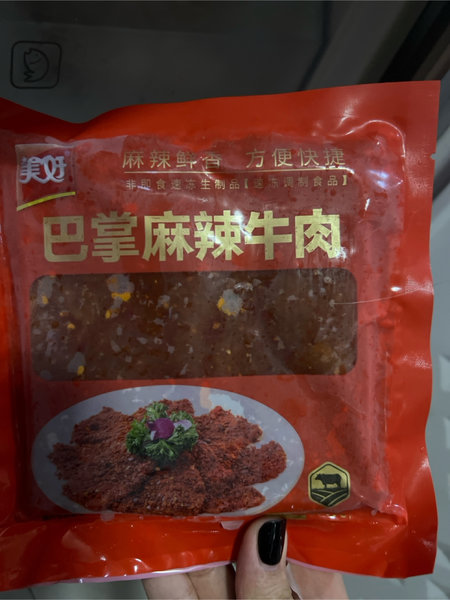 美好
麻辣鲜香 方便快捷
非即食速冻生制品【速冻调制食品】
巴掌麻辣牛肉